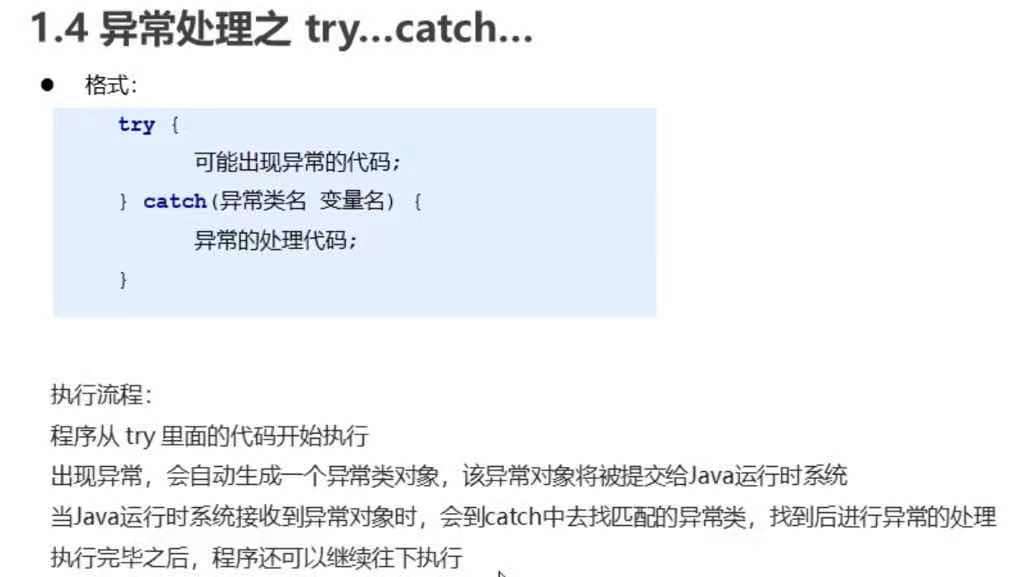 1.4 异常处理之 try...catch...
● 格式：
try {
可能出现异常的代码;
} catch(异常类名 变量名) {
异常的处理代码;
}
执行流程：
程序从 try 里面的代码开始执行
出现异常，会自动生成一个异常类对象，该异常对象将被提交给Java运行时系统
当Java运行时系统接收到异常对象时，会到catch中去找匹配的异常类，找到后进行异常的处理
执行完毕之后，程序还可以继续往下执行